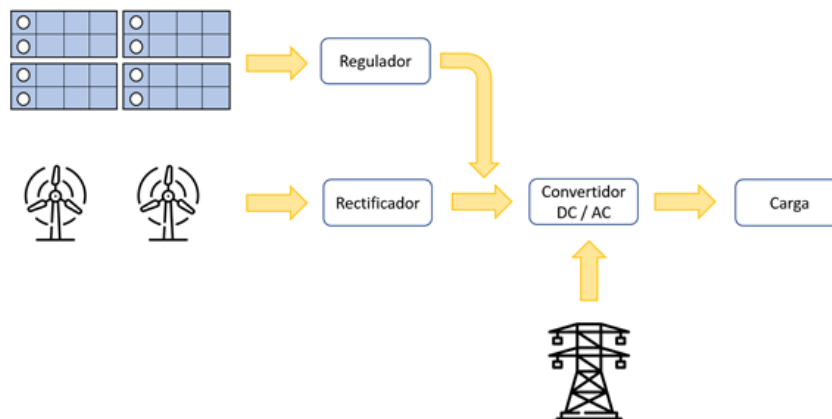 Regulador
Rectificador
Convertidor
DC / AC
Carga